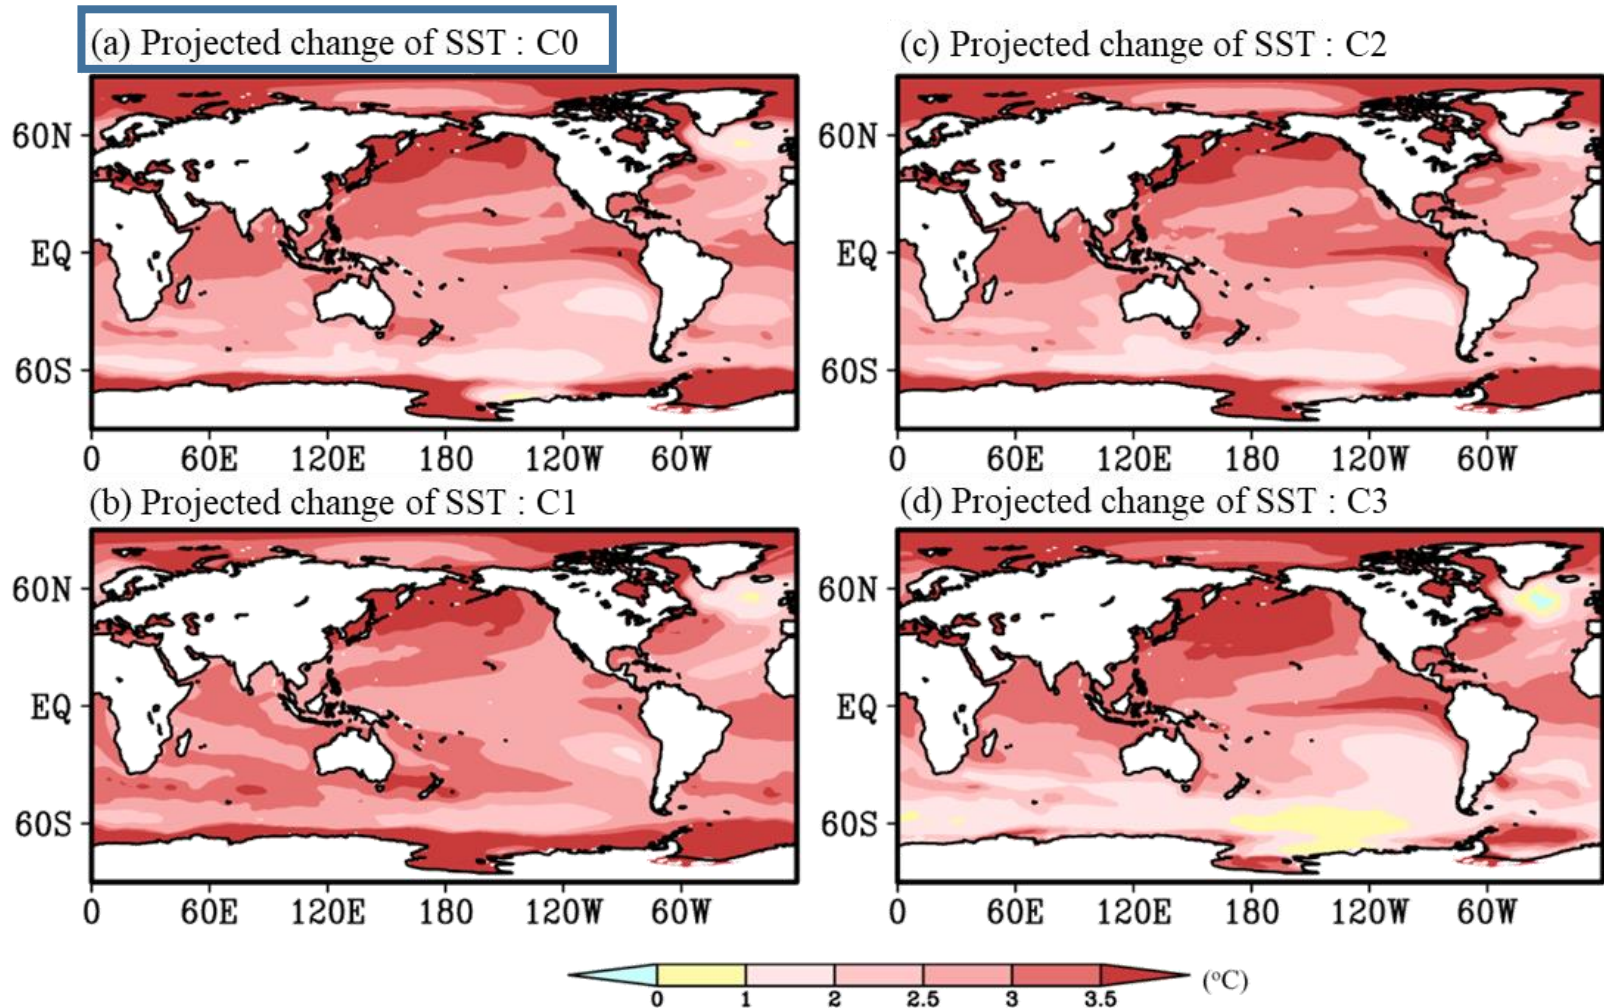 (a) Projected change of SST : C0
60N
EQ
60S
0 60E 120E 180 120W 60W
(c) Projected change of SST : C2
60N
EQ
60S
0 60E 120E 180 120W 60W
(b) Projected change of SST : C1
60N
EQ
60S
0 60E 120E 180 120W 60W
(d) Projected change of SST : C3
60N
EQ
60S
0 60E 120E 180 120W 60W
0 1 2 2.5 3 3.5 (°C)